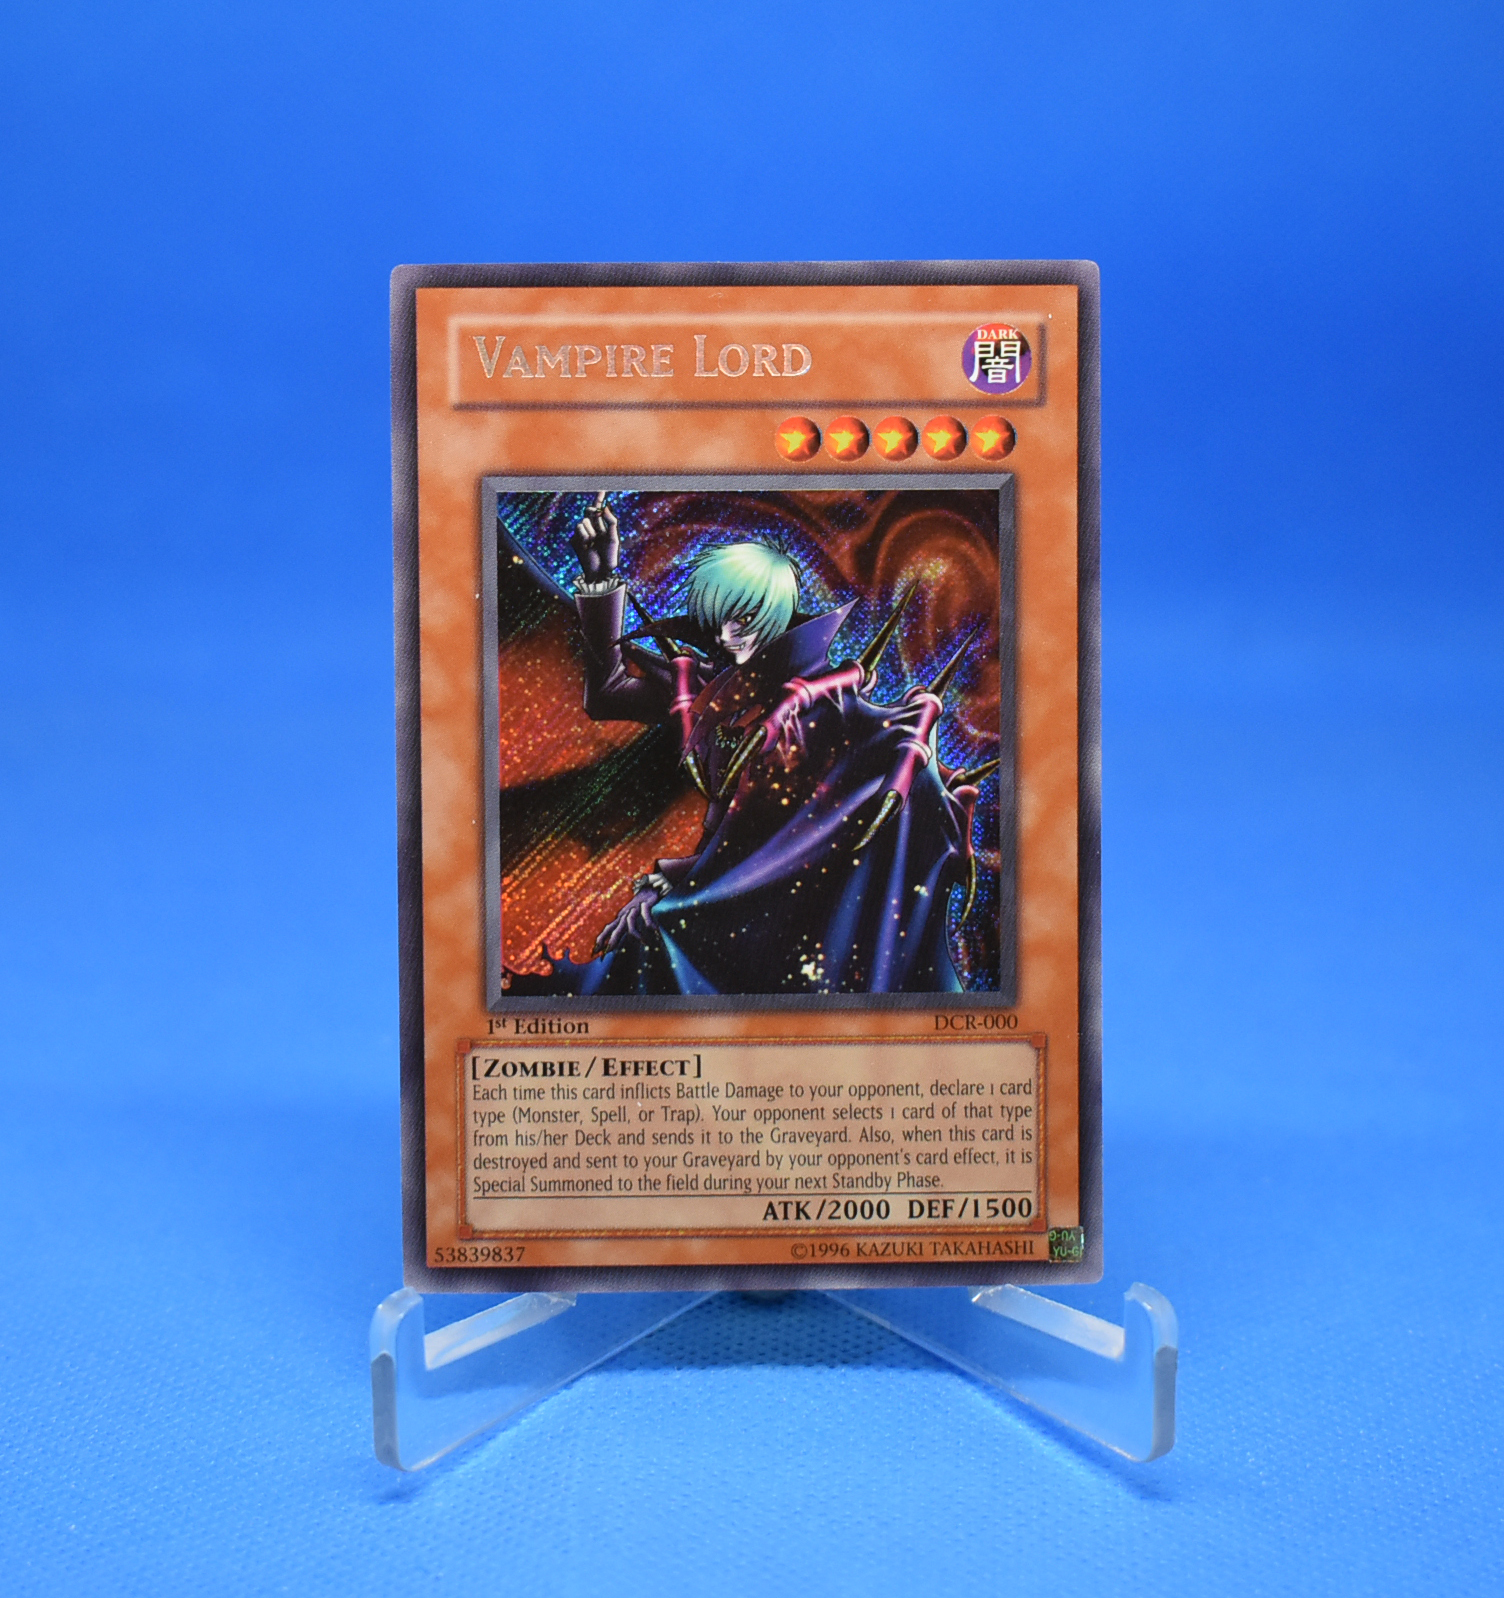 VAMPIRE LORD
DARK
闇
1st Edition
DCR-000
[ZOMBIE/EFFECT]
Each time this card inflicts Battle Damage to your opponent, declare 1 card
type (Monster, Spell, or Trap). Your opponent selects 1 card of that type
from his/her Deck and sends it to the Graveyard. Also, when this card is
destroyed and sent to your Graveyard by your opponent's card effect, it is
Special Summoned to the field during your next Standby Phase.
ATK/2000 DEF/1500
53839837
©1996 KAZUKI TAKAHASHI